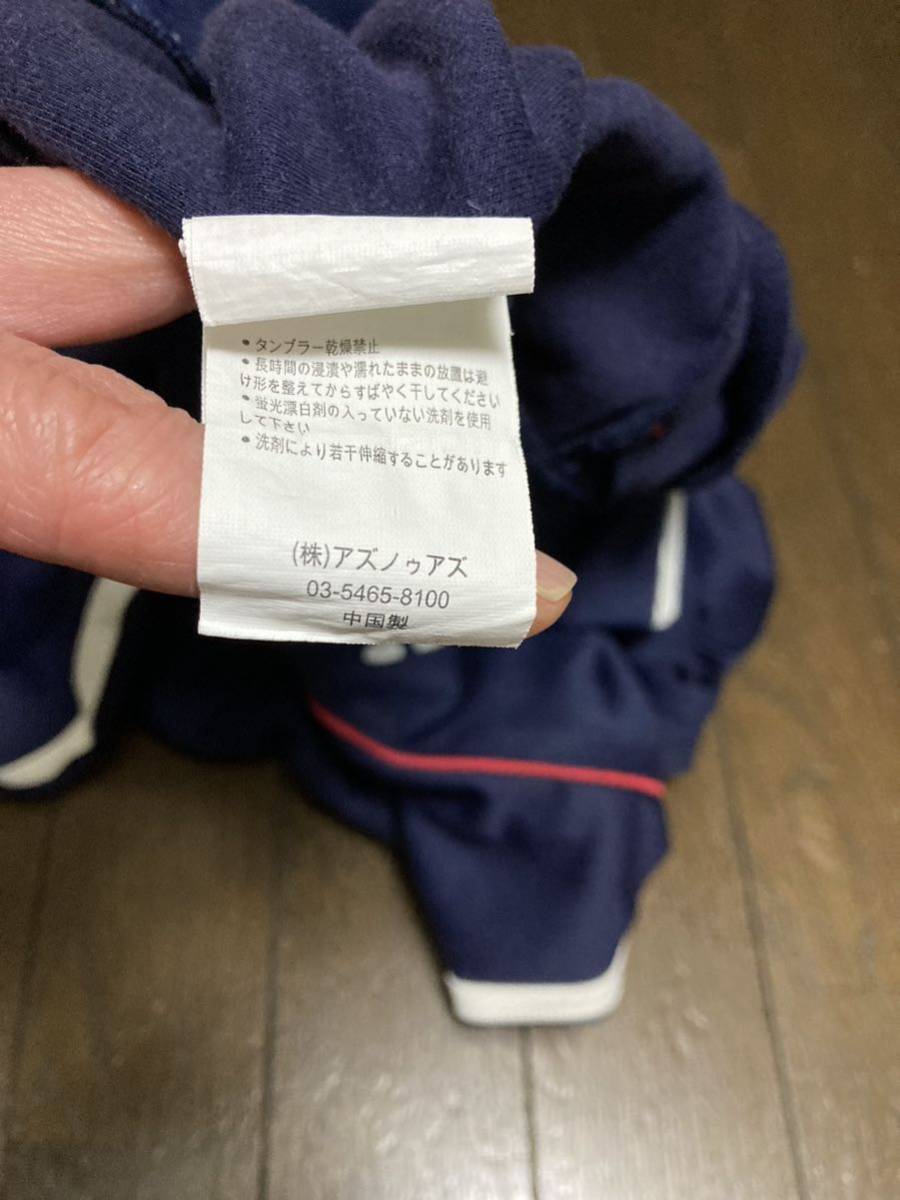 • タンブラー乾燥禁止
• 長時間の浸漬や濡れたままの放置は避
け形を整えてからすばやく干してください
• 蛍光漂白剤の入っていない洗剤を使用
して下さい
• 洗剤により若干伸縮することがあります
(株)アズノゥアズ
03-5465-8100
中国製